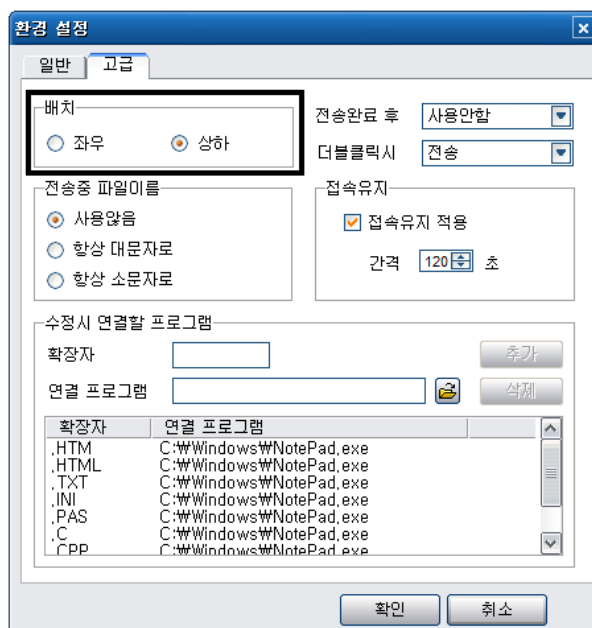 환경 설정
일반 고급
배치
좌우 상하
전송완료 후 사용안함
더블클릭시 전송
전송중 파일이름
사용않음
항상 대문자로
항상 소문자로
접속유지
접속유지 적용
간격 120 초
수정시 연결할 프로그램
확장자 추가
연결 프로그램 삭제
확장자 연결 프로그램
,HTM C:₩Windows₩NotePad,exe
,HTML C:₩Windows₩NotePad,exe
,TXT C:₩Windows₩NotePad,exe
,INI C:₩Windows₩NotePad,exe
,PAS C:₩Windows₩NotePad,exe
,C C:₩Windows₩NotePad,exe
,CPP C:₩Windows₩NotePad,exe
확인 취소